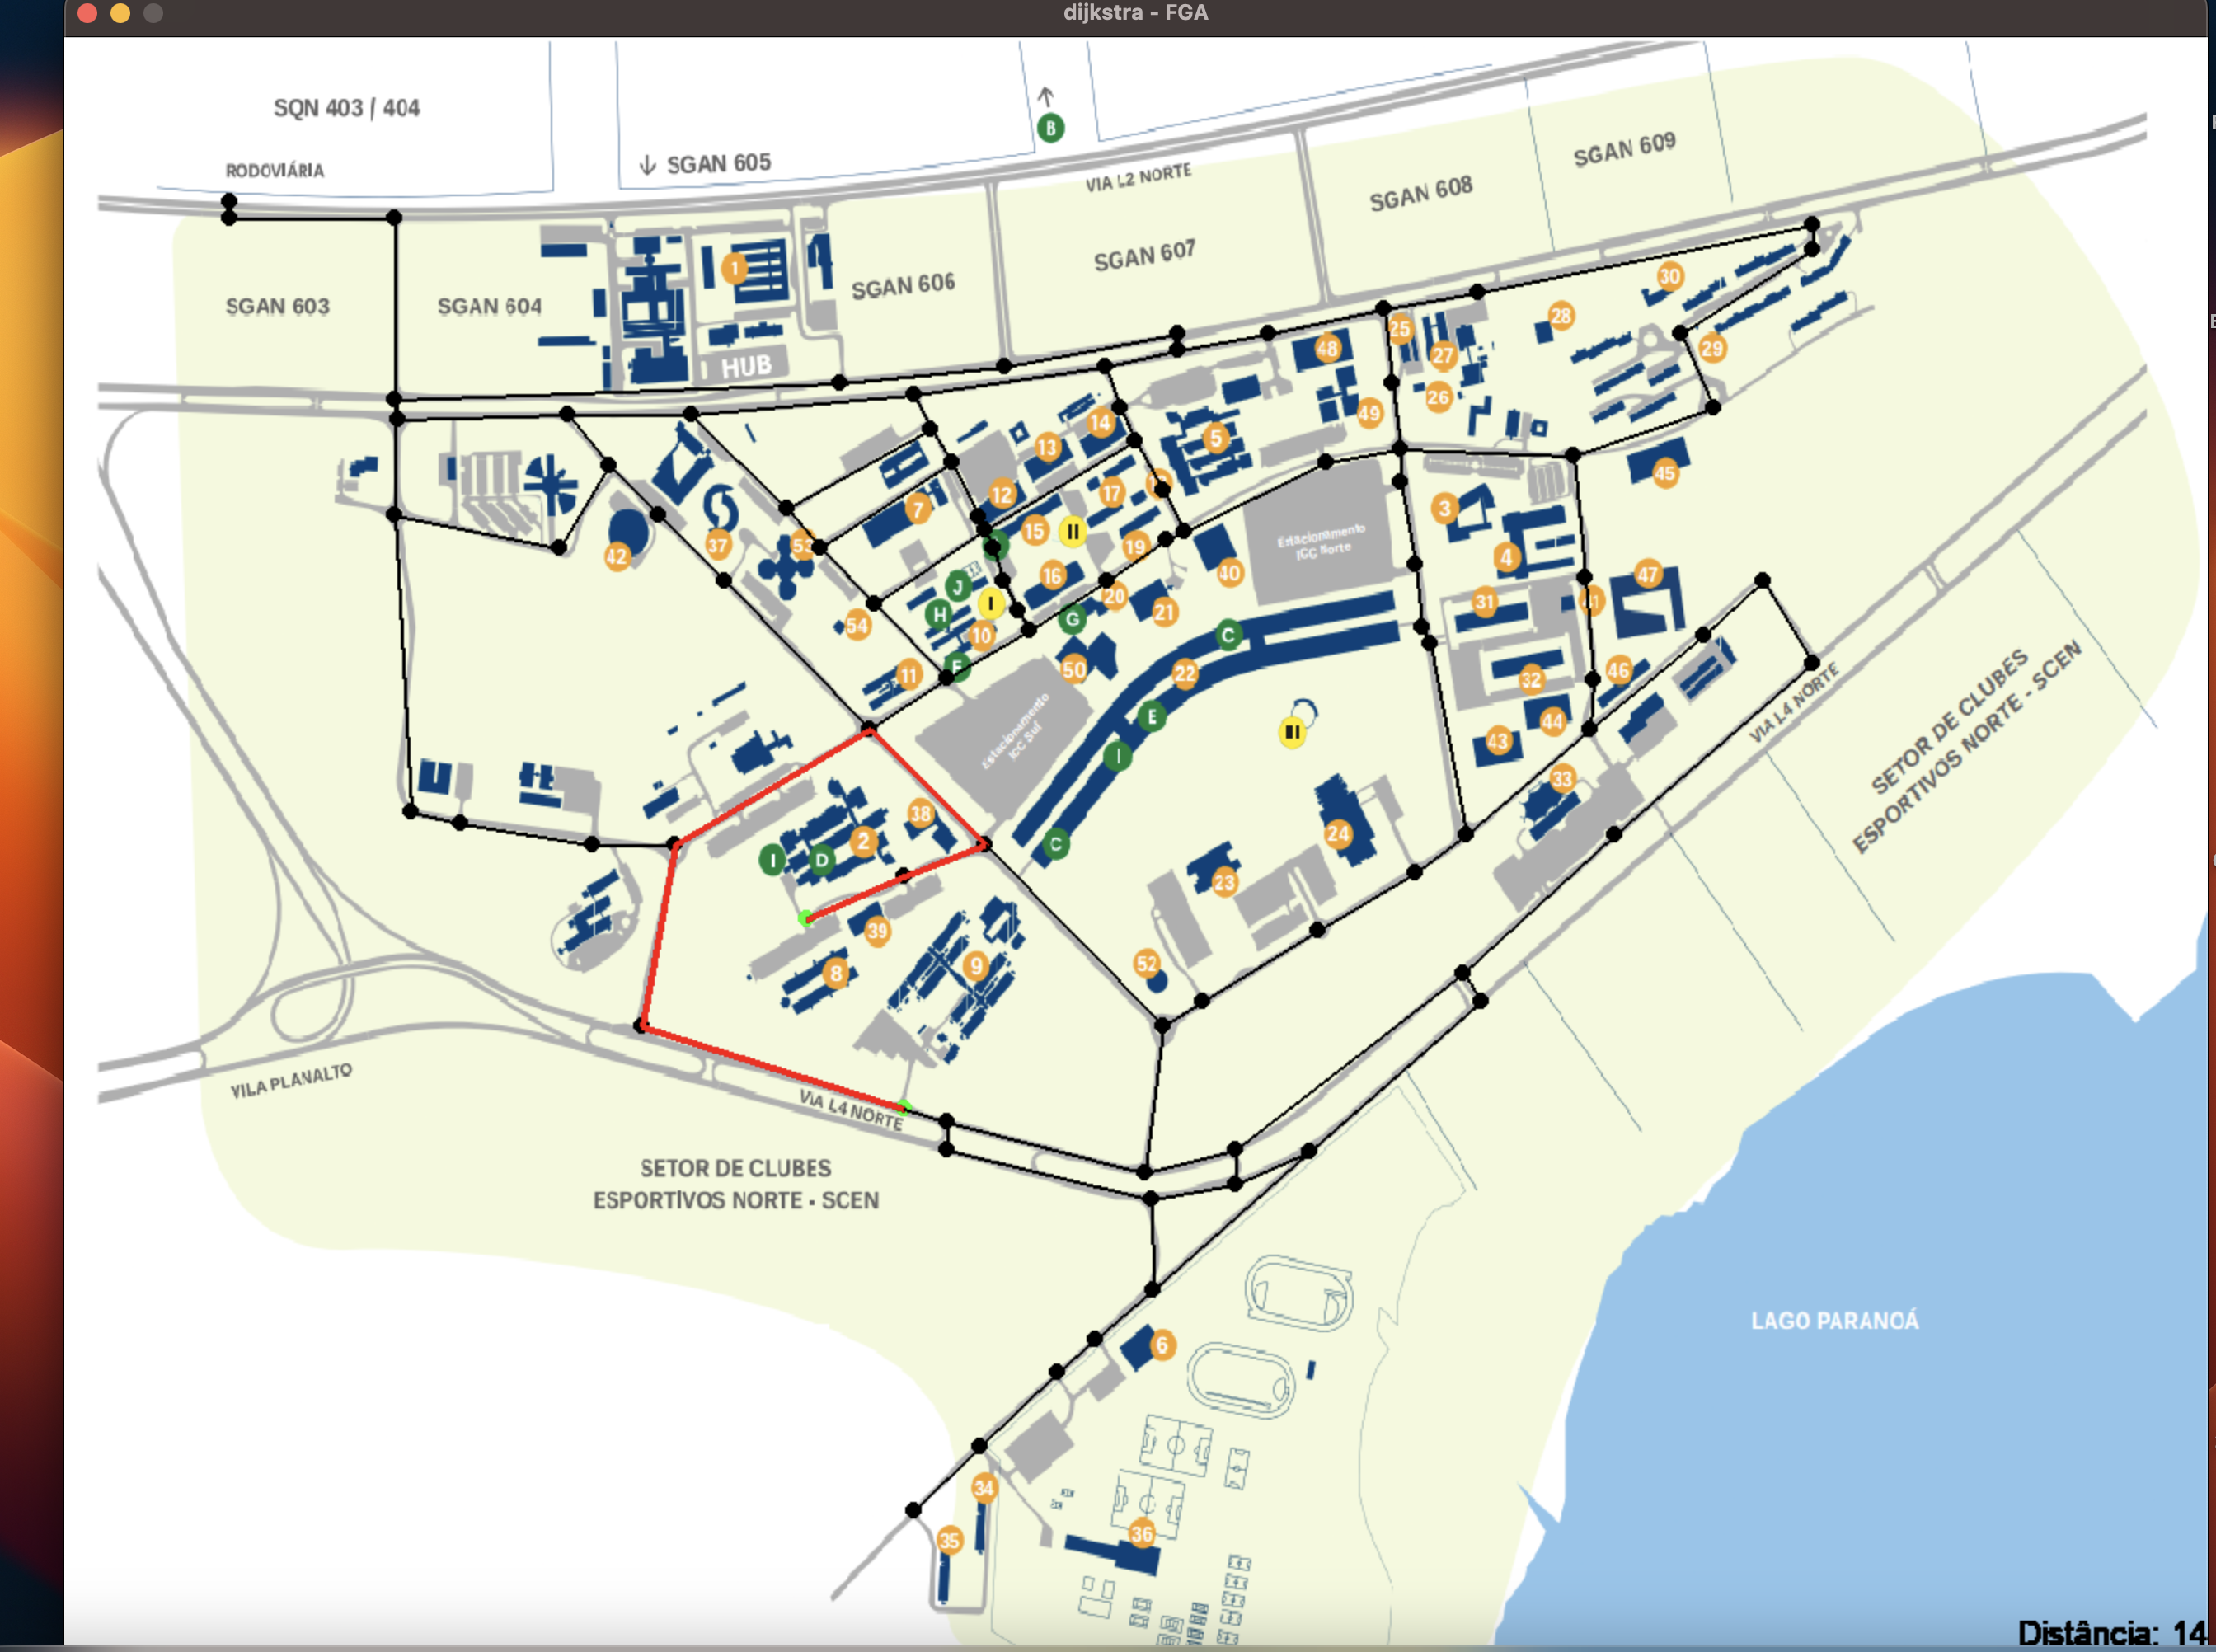 dijkstra - FGA
SQN 403 / 404
B
RODOVIÁRIA
↓ SGAN 605
VIA L2 NORTE
SGAN 609
SGAN 608
SGAN 607
SGAN 606
SGAN 603
SGAN 604
1
HUB
30
28
29
25
27
26
48
49
5
14
13
12
17
7
15
II
19
16
40
Estacionamento
ICC Norte
3
4
45
47
31
42
37
53
54
J
H
I
10
20
21
G
C
F
11
50
22
32
46
44
43
33
Estacionamento
ICC Sul
E
I
III
C
38
2
I
D
39
8
9
23
24
52
VIA L4 NORTE
SETOR DE CLUBES
ESPORTIVOS NORTE - SCEN
VILA PLANALTO
VIA L4 NORTE
SETOR DE CLUBES
ESPORTIVOS NORTE - SCEN
6
LAGO PARANOÁ
34
35
36
Distância: 14